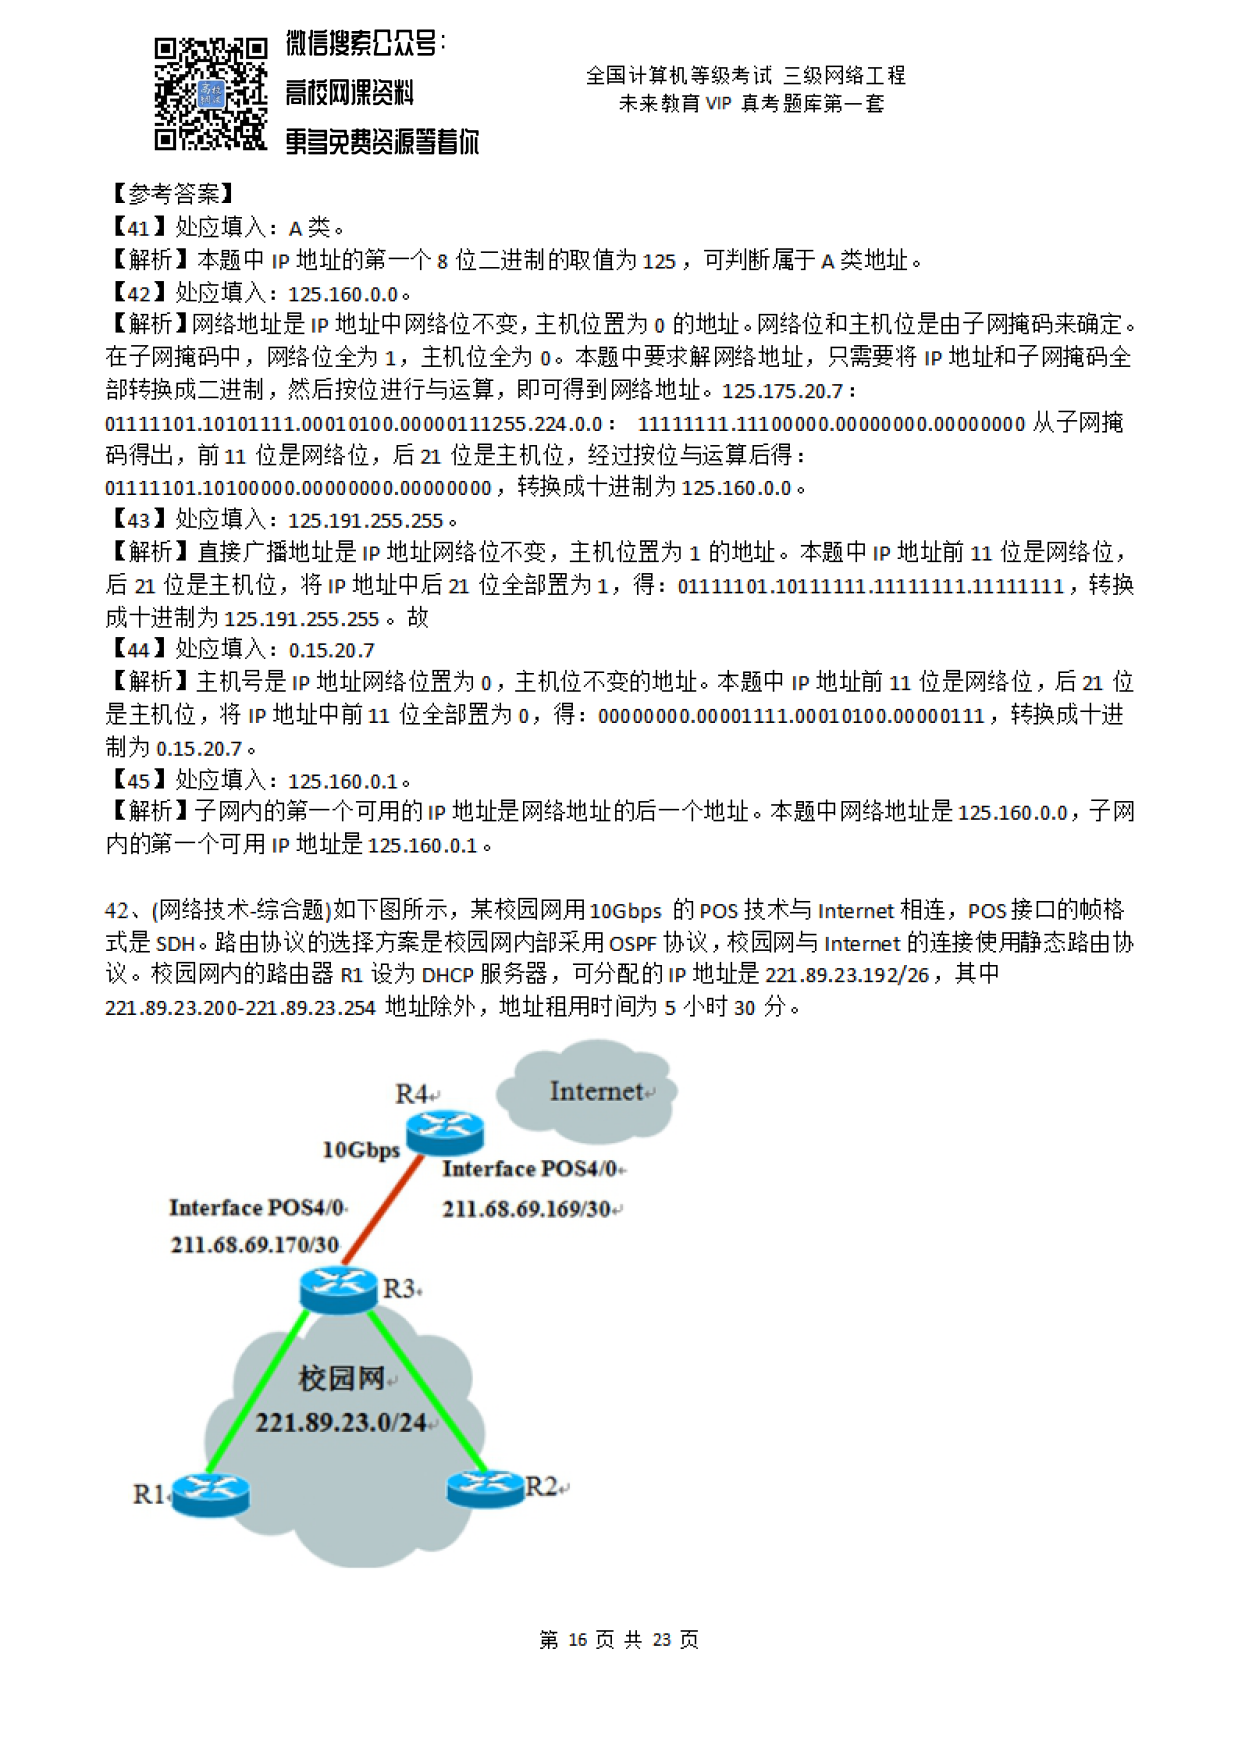 微信搜索公众号：
高校网课资料
更多免费资源等着你
全国计算机等级考试 三级网络工程
未来教育 VIP 真考题库第一套
【参考答案】
【41】处应填入：A 类。
【解析】本题中 IP 地址的第一个 8 位二进制的取值为 125，可判断属于 A 类地址。
【42】处应填入：125.160.0.0。
【解析】网络地址是 IP 地址中网络位不变，主机位置为 0 的地址。网络位和主机位是由子网掩码来确定。
在子网掩码中，网络位全为 1，主机位全为 0。本题中要求解网络地址，只需要将 IP 地址和子网掩码全
部转换成二进制，然后按位进行与运算，即可得到网络地址。125.175.20.7：
01111101.10101111.00010100.00000111255.224.0.0： 11111111.11100000.00000000.00000000 从子网掩
码得出，前 11 位是网络位，后 21 位是主机位，经过按位与运算后得：
01111101.10100000.00000000.00000000，转换成十进制为 125.160.0.0。
【43】处应填入：125.191.255.255。
【解析】直接广播地址是 IP 地址网络位不变，主机位置为 1 的地址。本题中 IP 地址前 11 位是网络位，
后 21 位是主机位，将 IP 地址中后 21 位全部置为 1，得：01111101.10111111.11111111.11111111，转换
成十进制为 125.191.255.255。故
【44】处应填入：0.15.20.7
【解析】主机号是 IP 地址网络位置为 0，主机位不变的地址。本题中 IP 地址前 11 位是网络位，后 21 位
是主机位，将 IP 地址中前 11 位全部置为 0，得：00000000.00001111.00010100.00000111，转换成十进
制为 0.15.20.7。
【45】处应填入：125.160.0.1。
【解析】子网内的第一个可用的 IP 地址是网络地址的后一个地址。本题中网络地址是 125.160.0.0，子网
内的第一个可用 IP 地址是 125.160.0.1。
42、(网络技术-综合题)如下图所示，某校园网用 10Gbps 的 POS 技术与 Internet 相连，POS 接口的帧格
式是 SDH。路由协议的选择方案是校园网内部采用 OSPF 协议，校园网与 Internet 的连接使用静态路由协
议。校园网内的路由器 R1 设为 DHCP 服务器，可分配的 IP 地址是 221.89.23.192/26，其中
221.89.23.200-221.89.23.254 地址除外，地址租用时间为 5 小时 30 分。
Internet
R4
10Gbps
Interface POS4/0
211.68.69.169/30
Interface POS4/0
211.68.69.170/30
R3
校园网
221.89.23.0/24
R1
R2
第 16 页 共 23 页